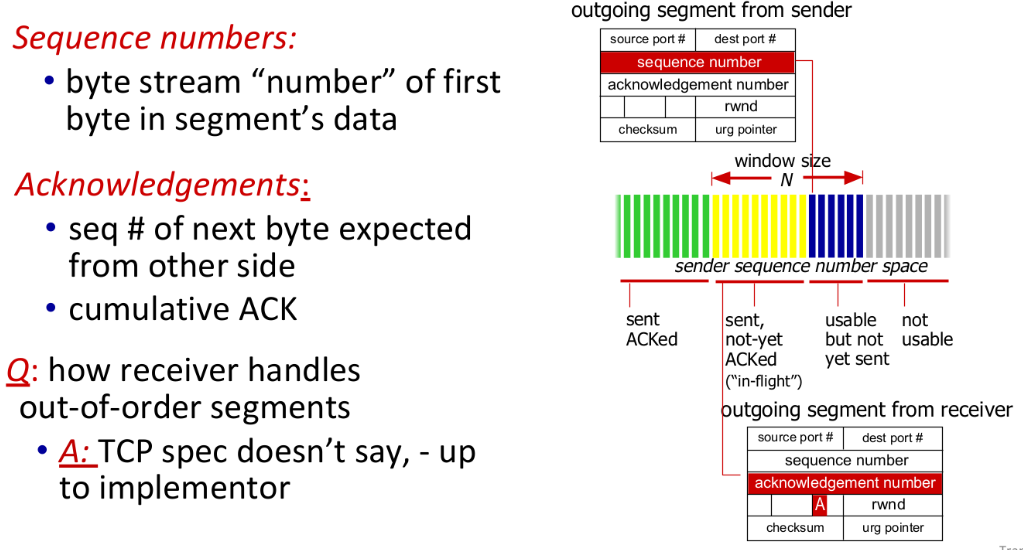 Sequence numbers:
• byte stream “number” of first
byte in segment’s data
Acknowledgements:
• seq # of next byte expected
from other side
• cumulative ACK
Q: how receiver handles
out-of-order segments
• A: TCP spec doesn’t say, - up
to implementor
outgoing segment from sender
source port # dest port #
sequence number
acknowledgement number
rwnd
checksum urg pointer
window size
N
sender sequence number space
sent
ACKed
sent,
not-yet
ACKed
(“in-flight”)
usable
but not
yet sent
not
usable
outgoing segment from receiver
source port # dest port #
sequence number
acknowledgement number
A rwnd
checksum urg pointer